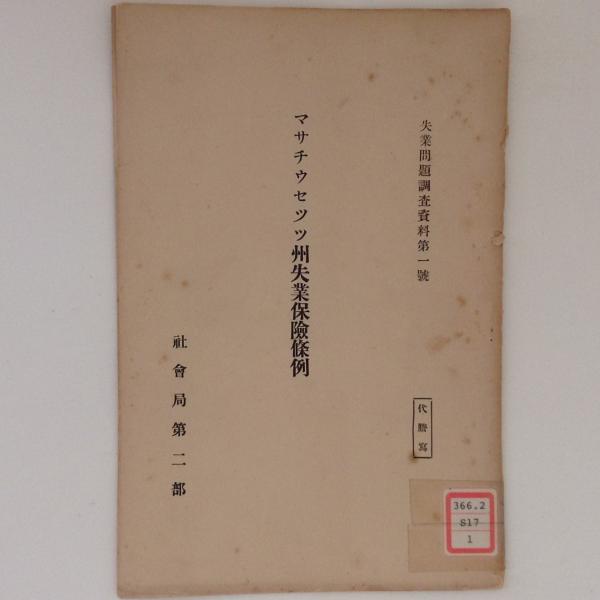 失業問題調査資料第一號
代謄寫
マサチウセツツ州失業保險條例
社會局第二部
366.2
S17
1